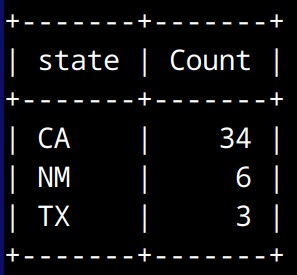 +-------+-------+
| state | Count |
+-------+-------+
| CA    |    34 |
| NM    |     6 |
| TX    |     3 |
+-------+-------+